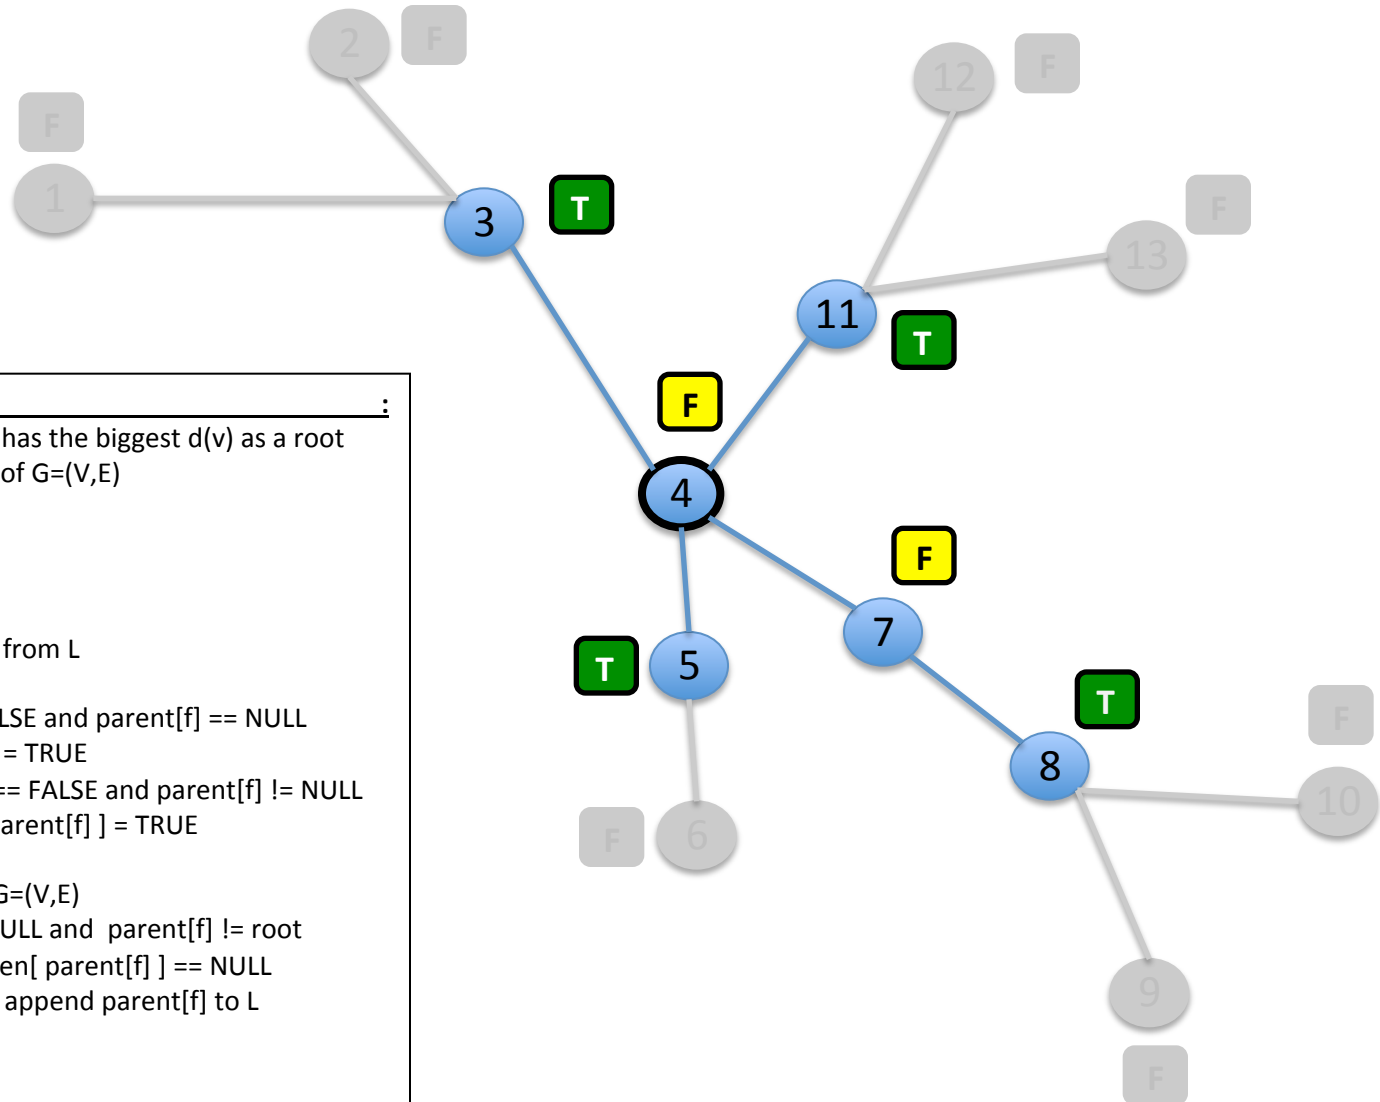 2
F
12
F
F
1
3
T
F
13
11
T
:
has the biggest d(v) as a root
of G=(V,E)
F
4
F
from L
7
T
5
T
F
LSE and parent[f] == NULL
= TRUE
8
== FALSE and parent[f] != NULL
10
arent[f] ] = TRUE
F
6
G=(V,E)
ULL and parent[f] != root
en[ parent[f] ] == NULL
append parent[f] to L
9
F